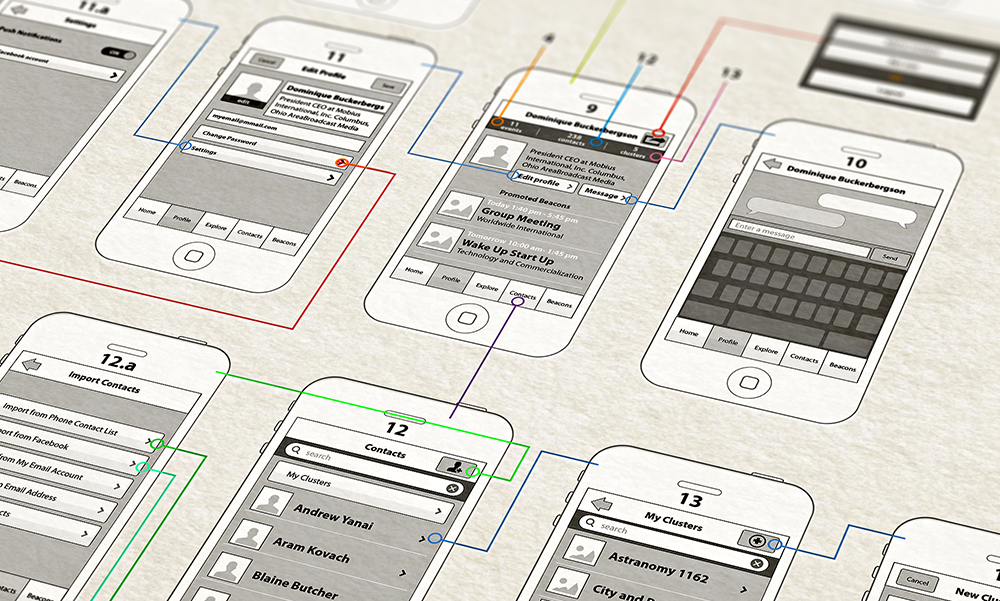 11.a
Settings
Push Notifications
ON
Facebook account
Beacons
11
Cancel
Edit Profile
Save
edit
Dominique Buckerbergs
President CEO at Mobius
International, Inc. Columbus,
Ohio AreaBroadcast Media
myemail@mmail.com
Change Password
Settings
Home
Profile
Explore
Contacts
Beacons
4
12
13
9
Dominique Buckerbergson
11
events
238
contacts
5
clusters
President CEO at Mobius
International, Inc. Columbus,
Ohio AreaBroadcast Media
Edit profile
Message
Promoted Beacons
Today 1:40 pm - 5:45 pm
Group Meeting
Worldwide International
Tomorrow 10:00 am- 1:45 pm
Wake Up Start Up
Technology and Commercialization
Home
Profile
Explore
Contacts
Beacons
10
Dominique Buckerbergson
Enter a message
Send
Home
Profile
Explore
Contacts
Beacons
12.a
Import Contacts
Import from Phone Contact List
port from Facebook
from My Email Account
Email Address
cts
Beacons
12
Contacts
search
My Clusters
Andrew Yanai
Aram Kovach
Blaine Butcher
13
My Clusters
search
Astranomy 1162
City and
Cancel
New Clu